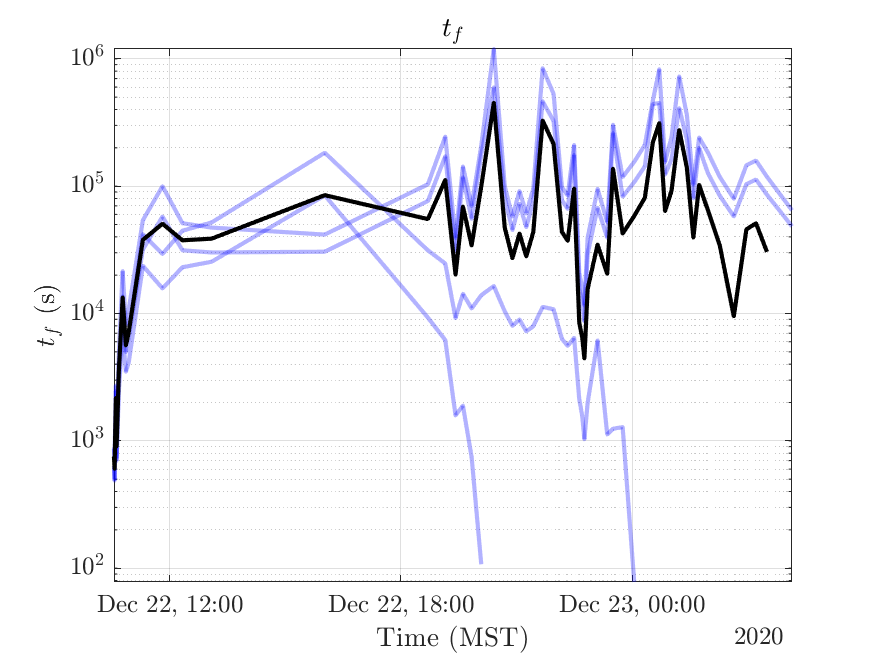 t_f
10^6
10^5
10^4
10^3
10^2
t_f (s)
Dec 22, 12:00 Dec 22, 18:00 Dec 23, 00:00
Time (MST) 2020